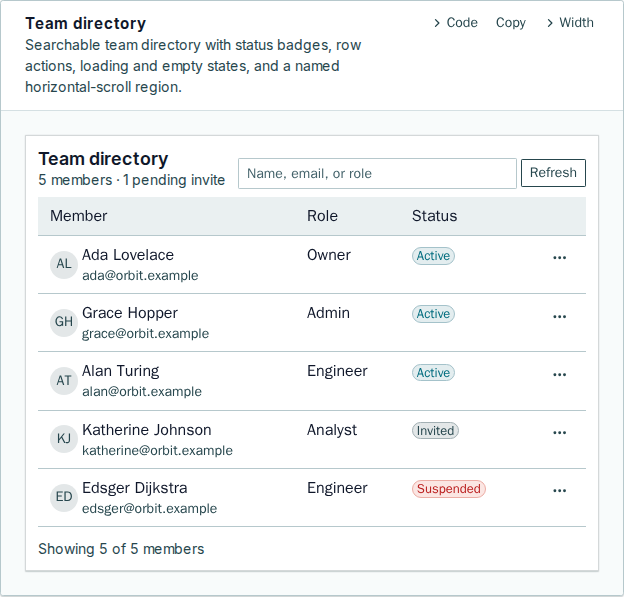 Team directory
Code Copy Width
Searchable team directory with status badges, row
actions, loading and empty states, and a named
horizontal-scroll region.
Team directory
5 members · 1 pending invite
Name, email, or role
Refresh
Member Role Status
AL Ada Lovelace Owner Active
ada@orbit.example
GH Grace Hopper Admin Active
grace@orbit.example
AT Alan Turing Engineer Active
alan@orbit.example
KJ Katherine Johnson Analyst Invited
katherine@orbit.example
ED Edsger Dijkstra Engineer Suspended
edsger@orbit.example
Showing 5 of 5 members